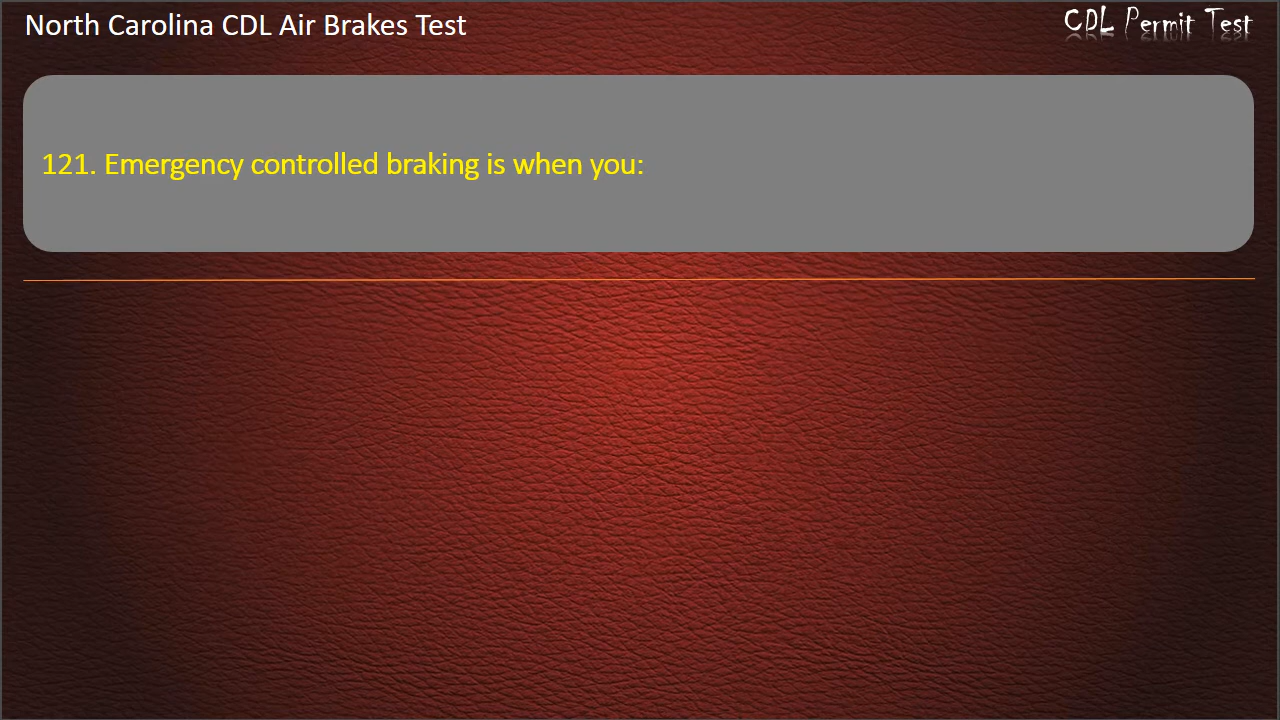 North Carolina CDL Air Brakes Test
CDL Permit Test
121. Emergency controlled braking is when you: